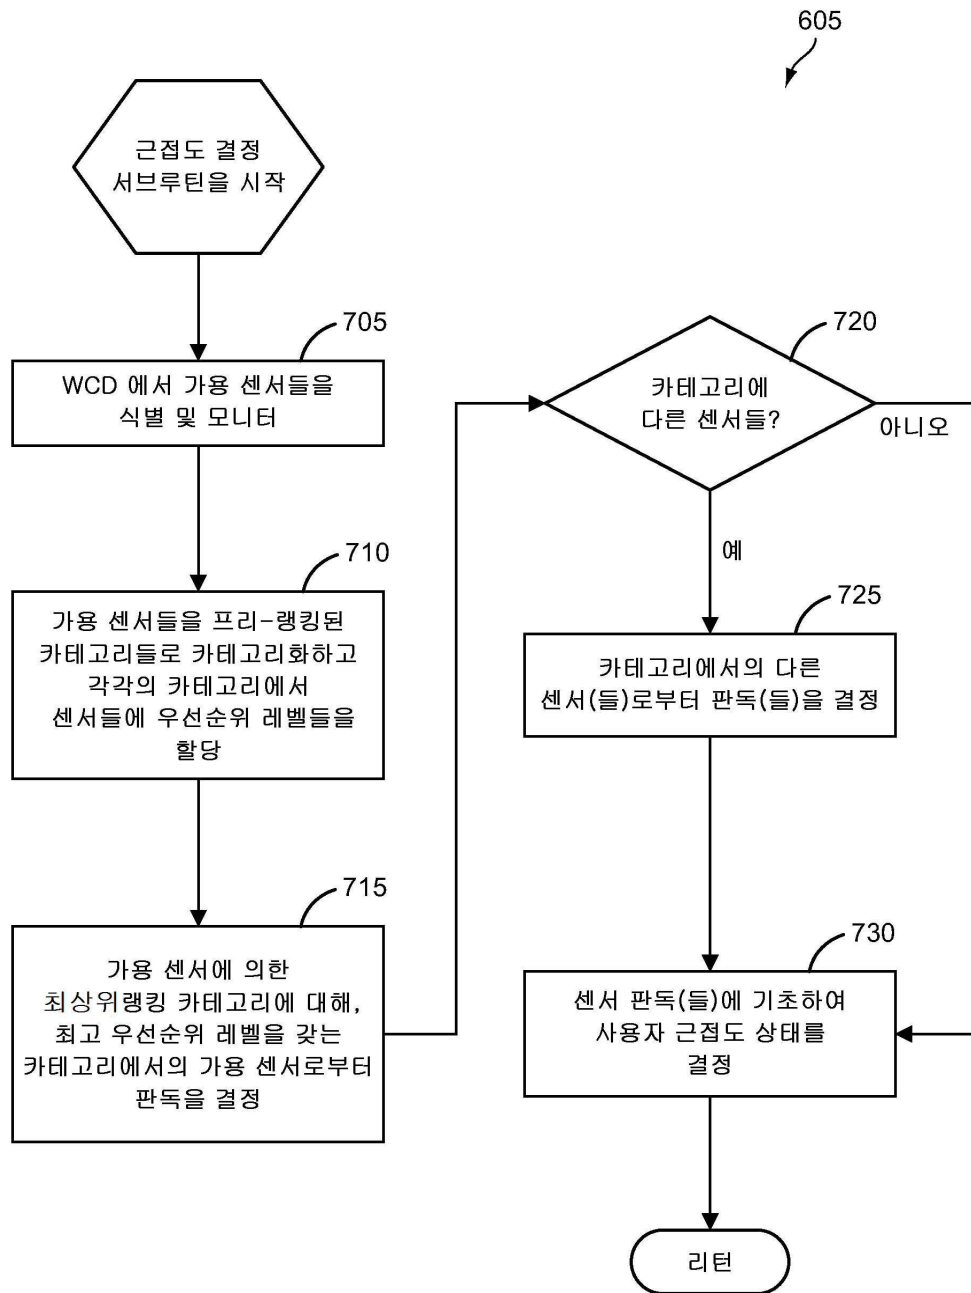 605
근접도 결정
서브루틴을 시작
705
WCD 에서 가용 센서들을
식별 및 모니터
710
가용 센서들을 프리-랭킹된
카테고리들로 카테고리화하고
각각의 카테고리에서
센서들에 우선순위 레벨들을
할당
715
가용 센서에 의한
최상위랭킹 카테고리에 대해,
최고 우선순위 레벨을 갖는
카테고리에서의 가용 센서로부터
판독을 결정
720
카테고리에
다른 센서들?
아니오
예
725
카테고리에서의 다른
센서(들)로부터 판독(들)을 결정
730
센서 판독(들)에 기초하여
사용자 근접도 상태를
결정
리턴